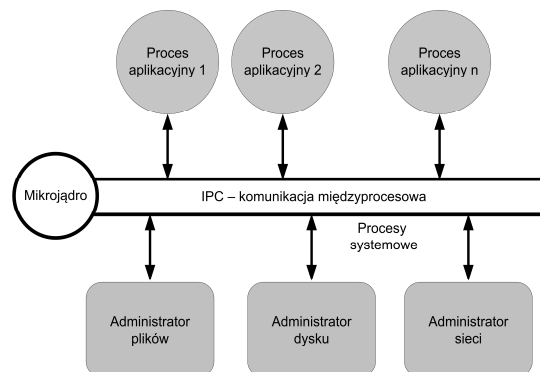 Proces
aplikacyjny 1
Proces
aplikacyjny 2
Proces
aplikacyjny n
Mikrojądro
IPC – komunikacja międzyprocesowa
Procesy
systemowe
Administrator
plików
Administrator
dysku
Administrator
sieci